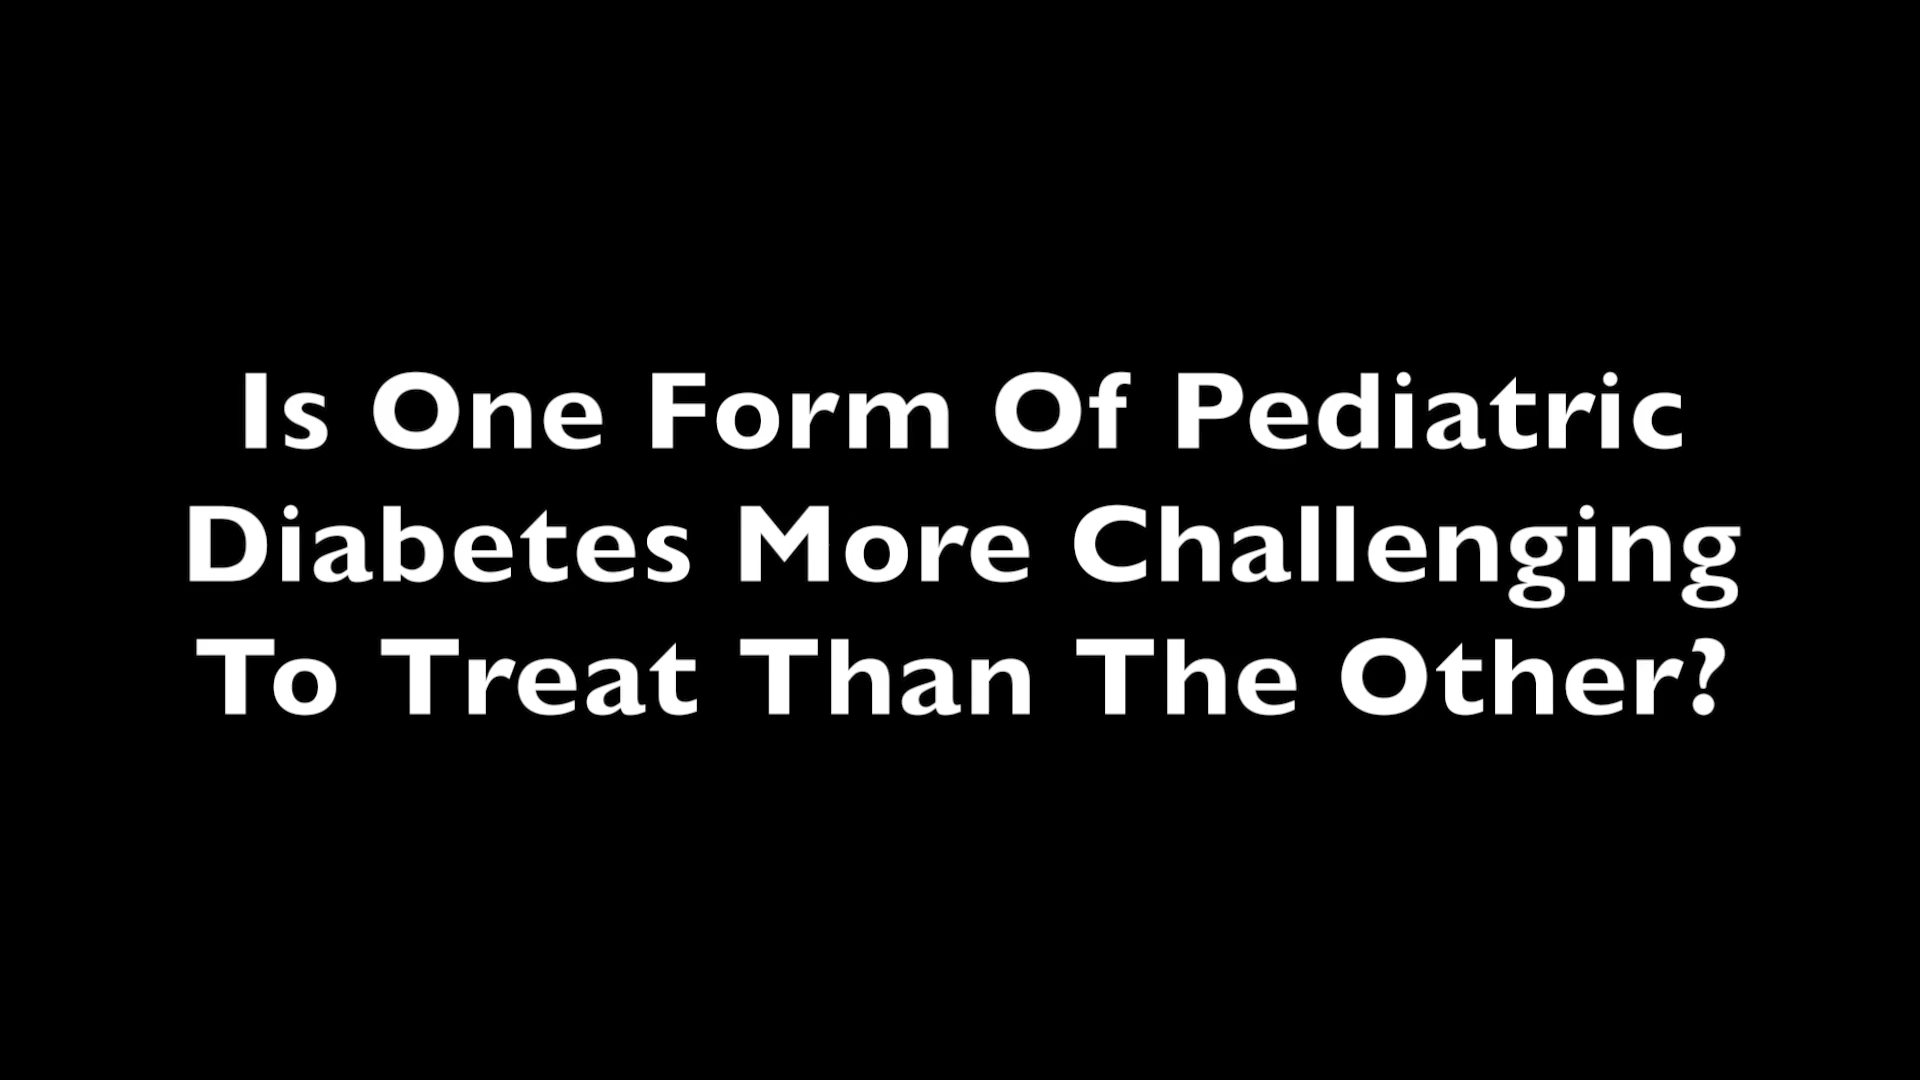 Is One Form Of Pediatric
Diabetes More Challenging
To Treat Than The Other?